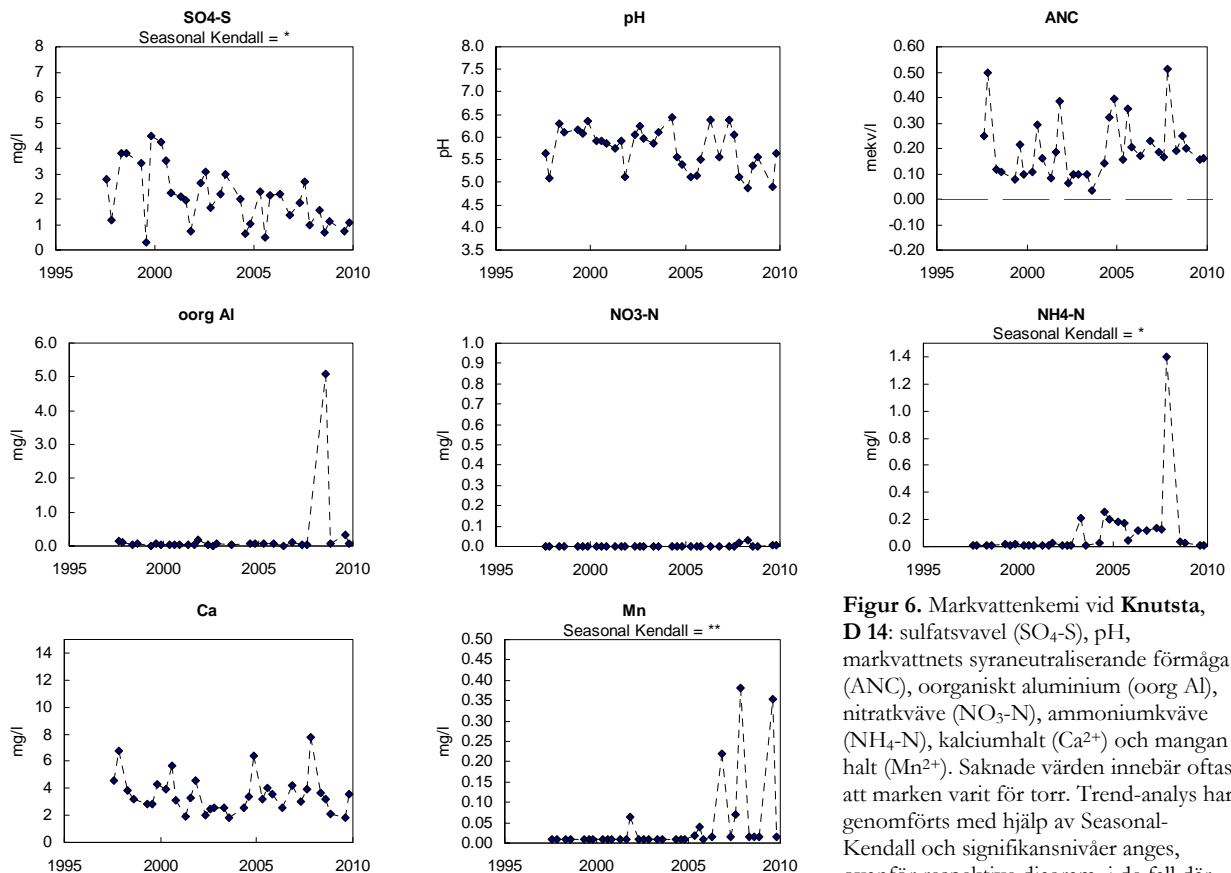 SO4-S
Seasonal Kendall = *
mg/l
8
7
6
5
4
3
2
1
0
1995 2000 2005 2010
pH
pH
8.0
7.5
7.0
6.5
6.0
5.5
5.0
4.5
4.0
3.5
1995 2000 2005 2010
ANC
mekv/l
0.60
0.50
0.40
0.30
0.20
0.10
0.00
-0.10
-0.20
1995 2000 2005 2010
oorg Al
mg/l
6.0
5.0
4.0
3.0
2.0
1.0
0.0
1995 2000 2005 2010
NO3-N
mg/l
1.0
0.9
0.8
0.7
0.6
0.5
0.4
0.3
0.2
0.1
0.0
1995 2000 2005 2010
NH4-N
Seasonal Kendall = *
mg/l
1.4
1.2
1.0
0.8
0.6
0.4
0.2
0.0
1995 2000 2005 2010
Ca
mg/l
14
12
10
8
6
4
2
0
1995 2000 2005 2010
Mn
Seasonal Kendall = **
mg/l
0.50
0.45
0.40
0.35
0.30
0.25
0.20
0.15
0.10
0.05
0.00
1995 2000 2005 2010
Figur 6. Markvattenkemi vid Knutsta,
D 14: sulfatsvavel (SO₄-S), pH,
markvattnets syraneutraliserande förmåga
(ANC), oorganiskt aluminium (oorg Al),
nitratkväve (NO₃-N), ammoniumkväve
(NH₄-N), kalciumhalt (Ca²⁺) och mangan
halt (Mn²⁺). Saknade värden innebär oftas
att marken varit för torr. Trend-analys har
genomförts med hjälp av Seasonal-
Kendall och signifikansnivåer anges,